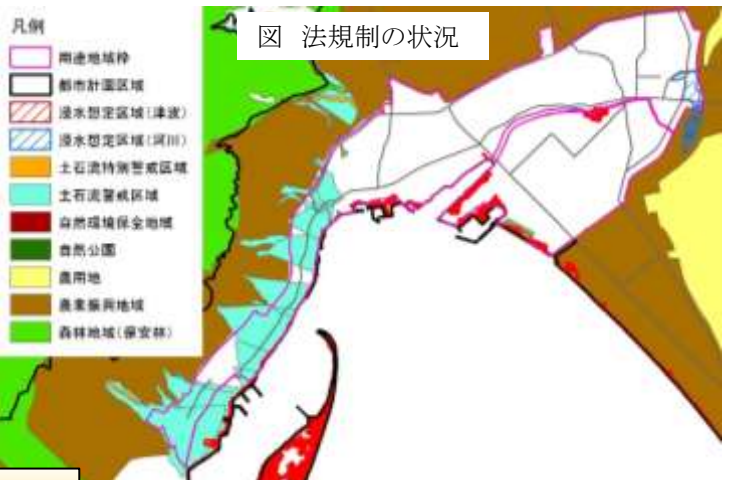 図 法規制の状況
凡例
用途地域枠
都市計画区域
浸水想定区域(津波)
浸水想定区域(河川)
土石流特別警戒区域
土石流警戒区域
自然環境保全地域
自然公園
農用地
農業振興地域
森林地域(保安林)